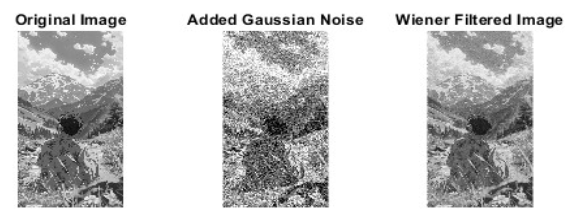 Original Image
Added Gaussian Noise
Wiener Filtered Image